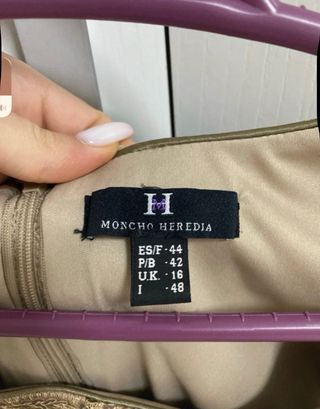 H
MONCHO HEREDIA
ES/F - 44
P/B - 42
U.K. - 16
I - 48